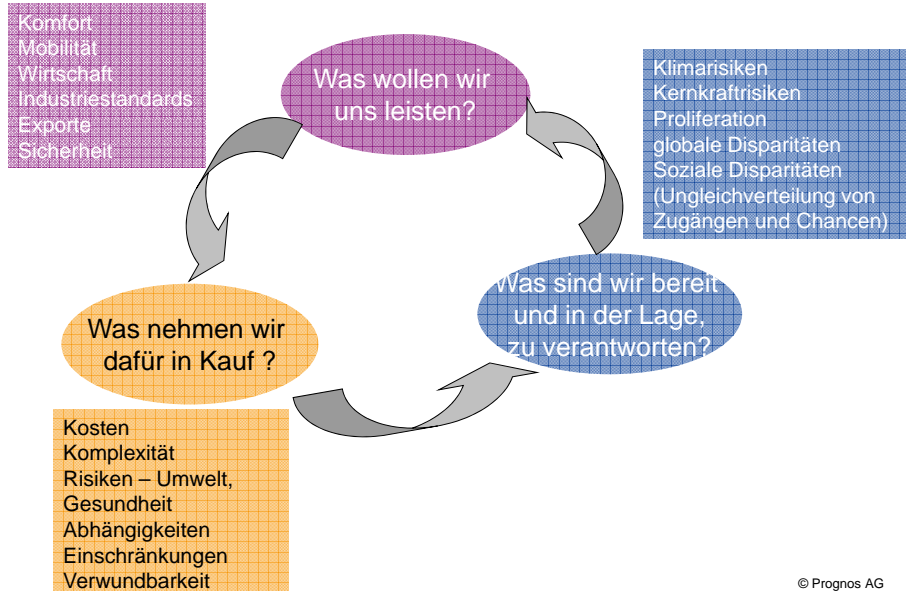 Komfort
Mobilität
Wirtschaft
Industriestandards
Exporte
Sicherheit
Was wollen wir
uns leisten?
Klimarisiken
Kernkraftrisiken
Proliferation
globale Disparitäten
Soziale Disparitäten
(Ungleichverteilung von
Zugängen und Chancen)
Was sind wir bereit
und in der Lage,
zu verantworten?
Was nehmen wir
dafür in Kauf ?
Kosten
Komplexität
Risiken – Umwelt,
Gesundheit
Abhängigkeiten
Einschränkungen
Verwundbarkeit
© Prognos AG